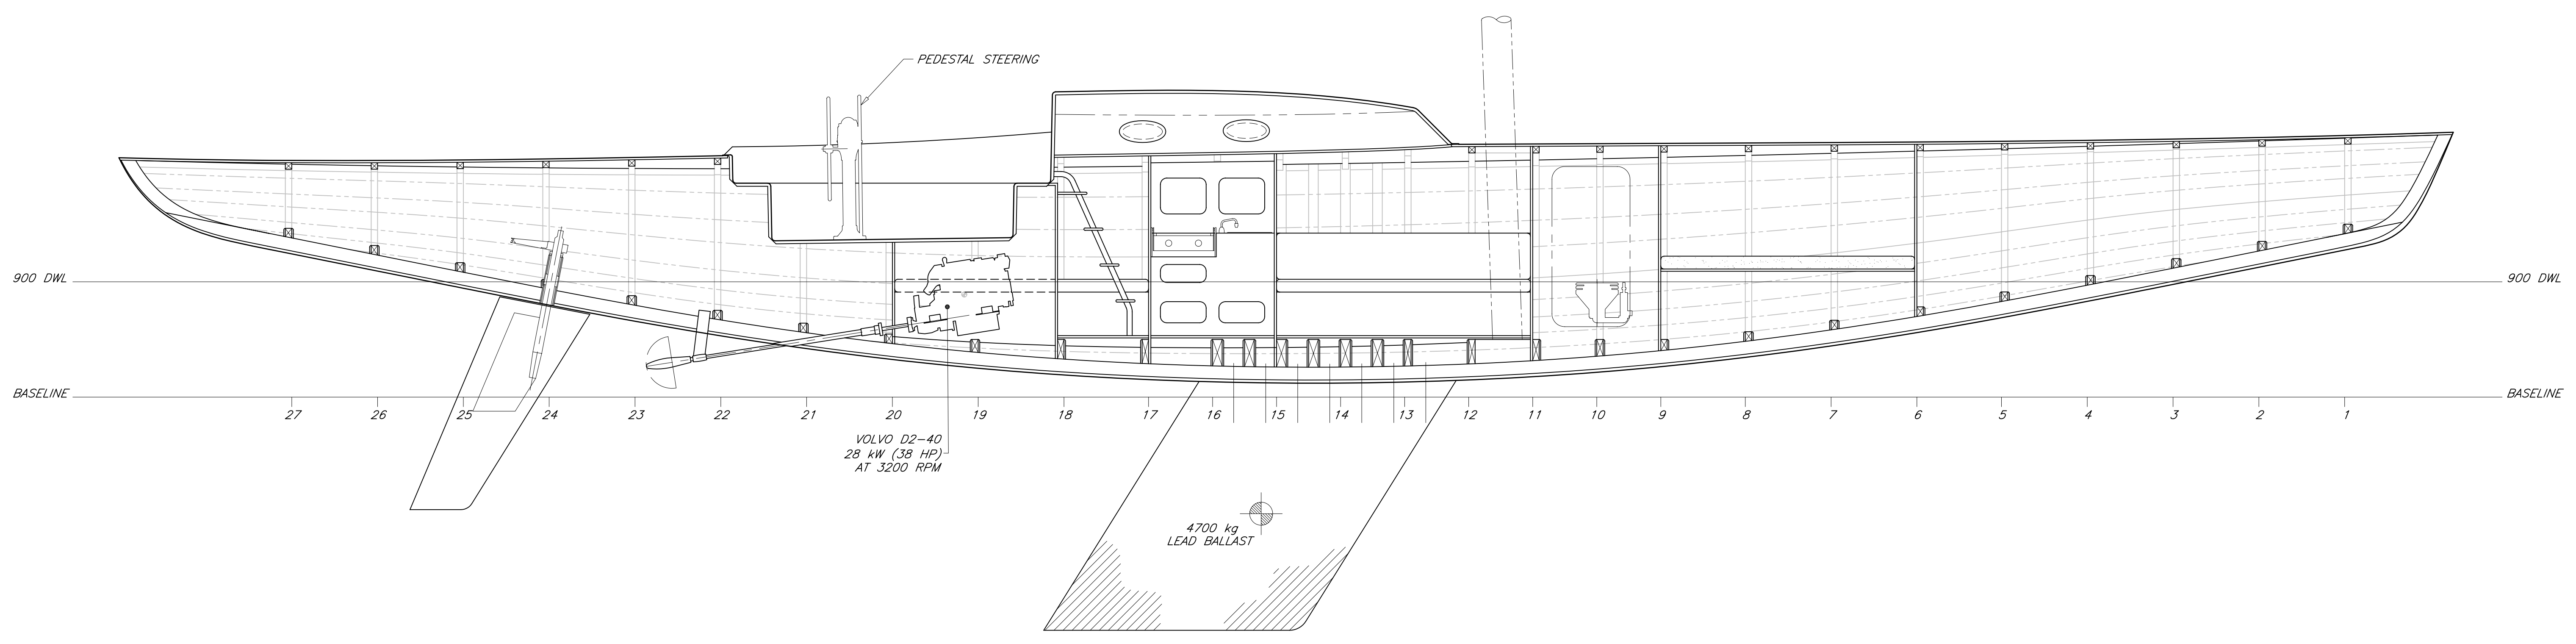 PEDESTAL STEERING
900 DWL
900 DWL
BASELINE
BASELINE
27 26 25 24 23 22 21 20 19 18 17 16 15 14 13 12 11 10 9 8 7 6 5 4 3 2 1
VOLVO D2-40
28 kW (38 HP)
AT 3200 RPM
4700 kg
LEAD BALLAST